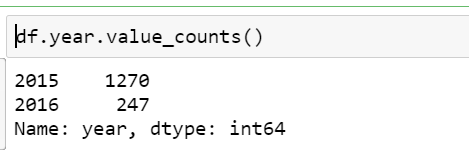 df.year.value_counts()
2015    1270
2016     247
Name: year, dtype: int64